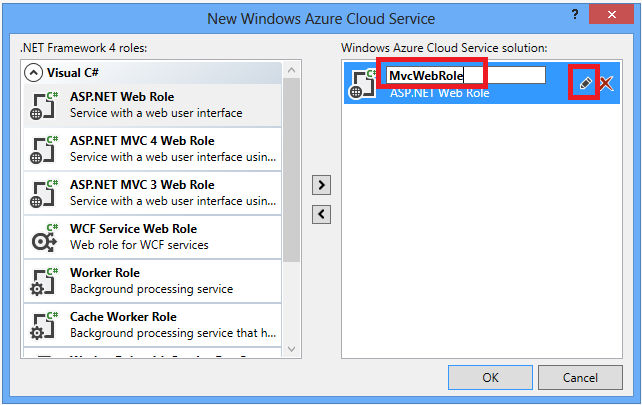 New Windows Azure Cloud Service
?
.NET Framework 4 roles:
Windows Azure Cloud Service solution:
Visual C#
C#
ASP.NET Web Role
Service with a web user interface
C#
ASP.NET MVC 4 Web Role
Service with a web user interface usin...
C#
ASP.NET MVC 3 Web Role
Service with a web user interface usin...
C#
WCF Service Web Role
Web role for WCF services
C#
Worker Role
Background processing service
C#
Cache Worker Role
Background processing service that h...
C#
MvcWebRole
ASP.NET Web Role
OK
Cancel